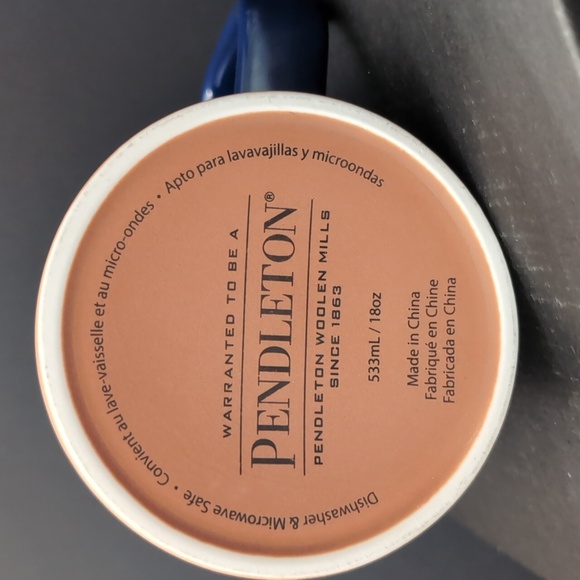 Dishwasher & Microwave Safe • Convient au lave-vaisselle et au micro-ondes • Apto para lavavajillas y microondas
WARRANTED TO BE A
PENDLETON®
PENDLETON WOOLEN MILLS
SINCE 1863
533mL / 18oz
Made in China
Fabriqué en Chine
Fabricada en China